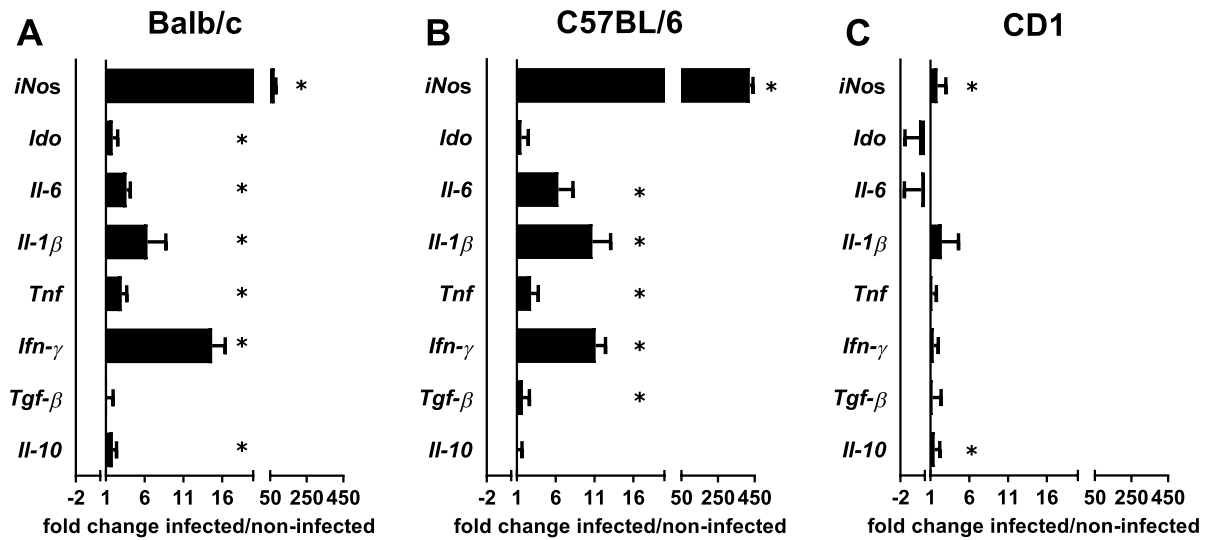 A Balb/c
iNos *
Ido *
Il-6 *
Il-1β *
Tnf *
Ifn-γ *
Tgf-β
Il-10 *
-2 1 6 11 16 50 250 450
fold change infected/non-infected
B C57BL/6
iNos *
Ido
Il-6 *
Il-1β *
Tnf *
Ifn-γ *
Tgf-β *
Il-10
-2 1 6 11 16 50 250 450
fold change infected/non-infected
C CD1
iNos *
Ido
Il-6
Il-1β
Tnf
Ifn-γ
Tgf-β
Il-10 *
-2 1 6 11 16 50 250 450
fold change infected/non-infected